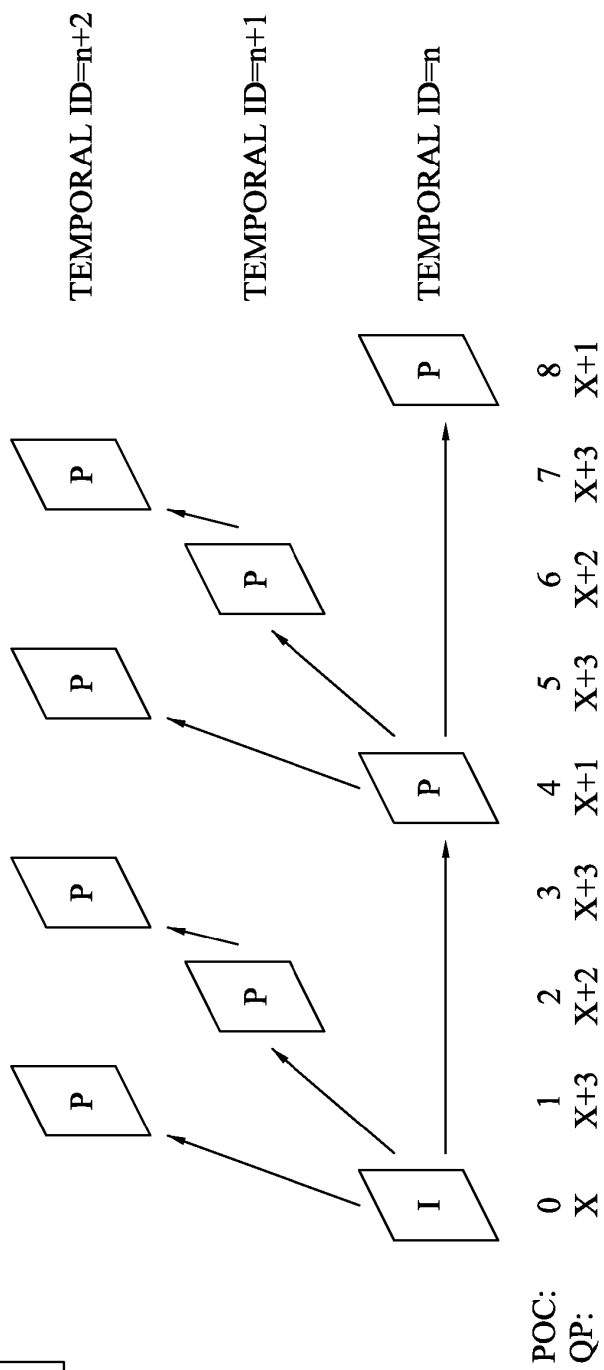 P P P P TEMPORAL ID=n+2
P P TEMPORAL ID=n+1
I P P TEMPORAL ID=n
POC: 0 1 2 3 4 5 6 7 8
QP: X X+3 X+2 X+3 X+1 X+3 X+2 X+3 X+1